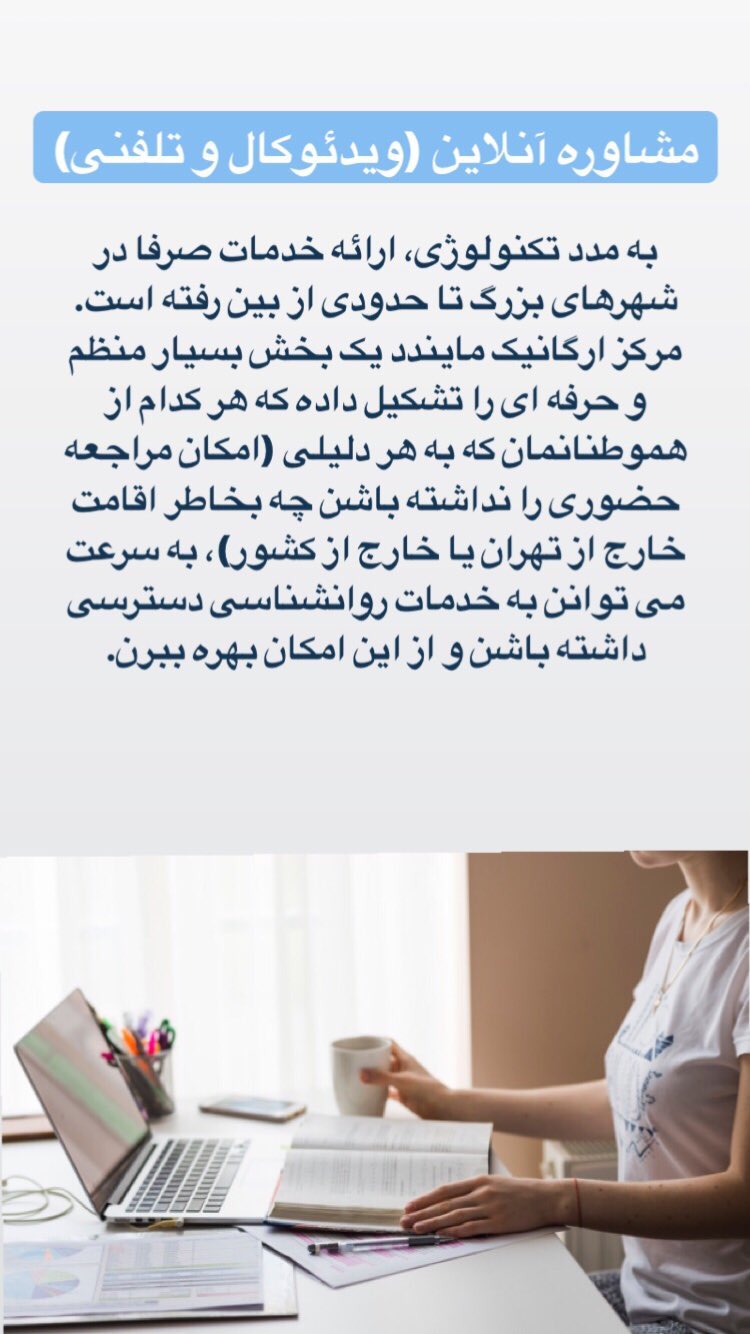 مشاوره آنلاین (ویدئوکال و تلفنی)
به مدد تکنولوژی، ارائه خدمات صرفا در
شهرهای بزرگ تا حدودی از بین رفته است.
مرکز ارگانیک مایندد یک بخش بسیار منظم
و حرفه ای را تشکیل داده که هر کدام از
هموطنانمان که به هر دلیلی (امکان مراجعه
حضوری را نداشته باشن چه بخاطر اقامت
خارج از تهران یا خارج از کشور)، به سرعت
می توانن به خدمات روانشناسی دسترسی
داشته باشن و از این امکان بهره ببرن.